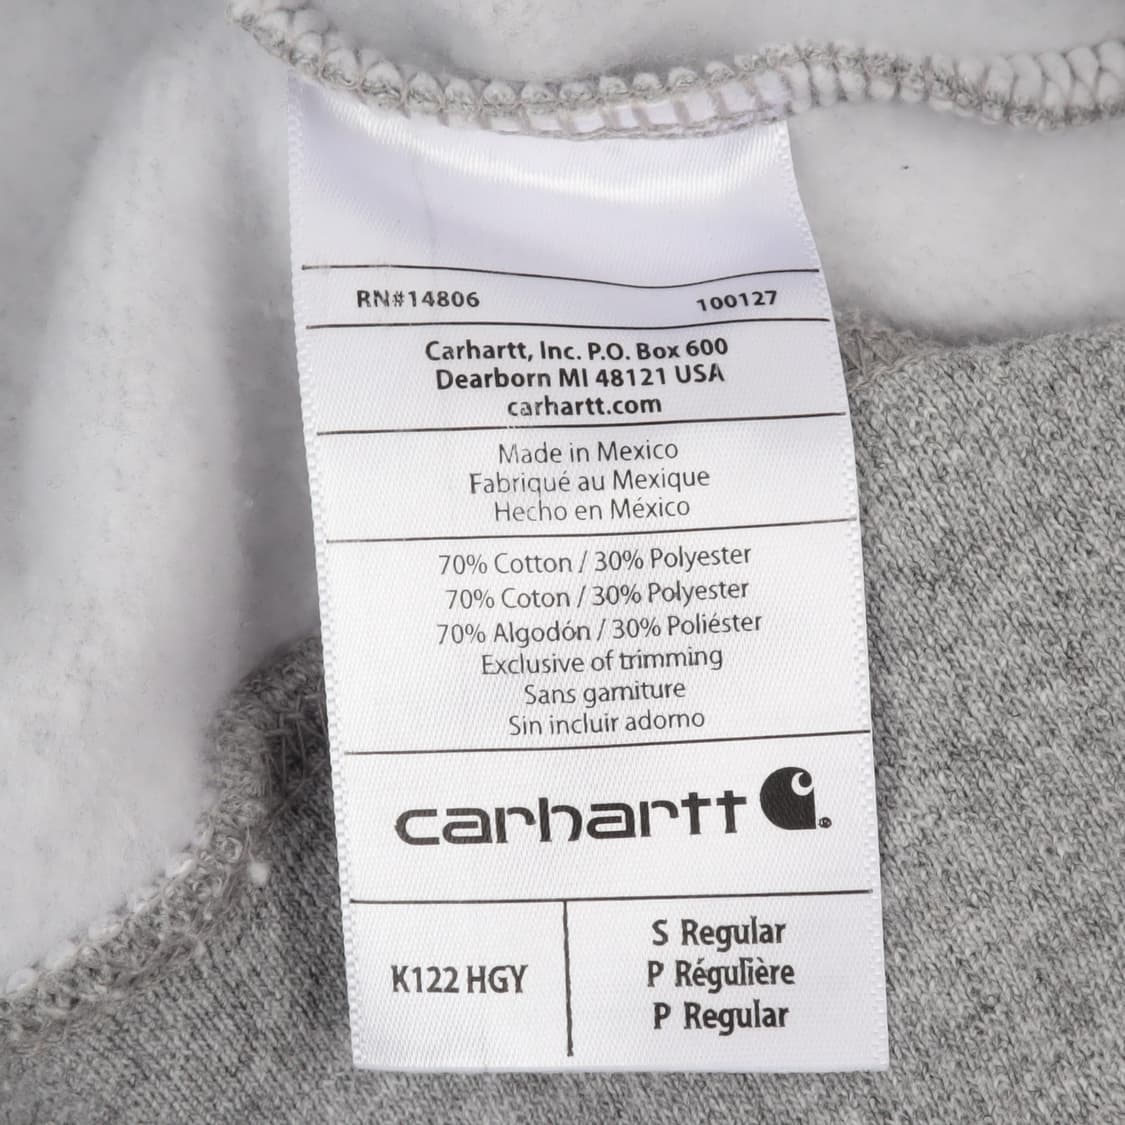 RN#14806 100127
Carhartt, Inc. P.O. Box 600
Dearborn MI 48121 USA
carhartt.com
Made in Mexico
Fabriqué au Mexique
Hecho en México
70% Cotton / 30% Polyester
70% Coton / 30% Polyester
70% Algodón / 30% Poliéster
Exclusive of trimming
Sans garniture
Sin incluir adorno
carhartt ®
K122 HGY
S Regular
P Régulière
P Regular